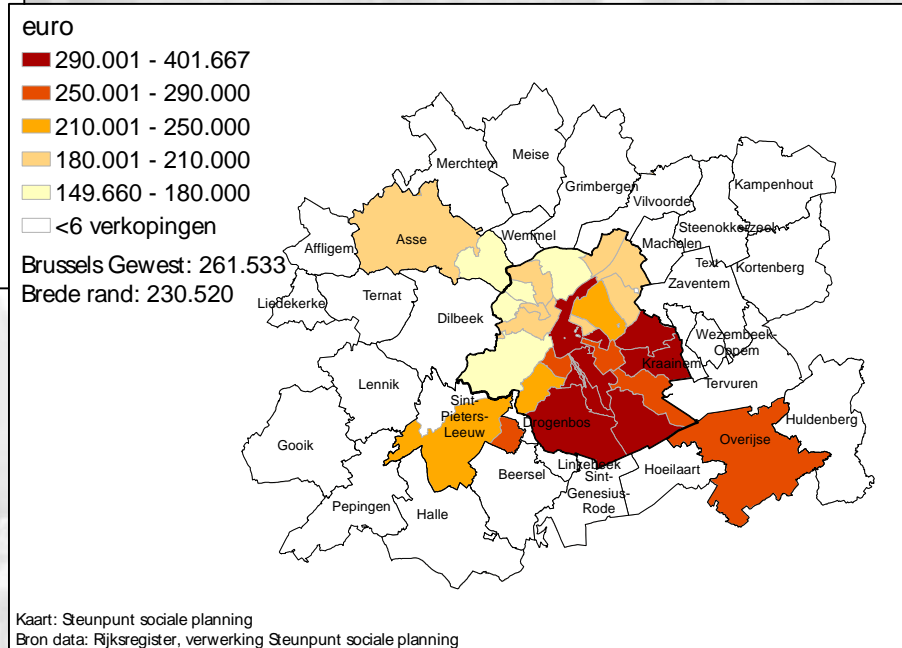 euro
290.001 - 401.667
250.001 - 290.000
210.001 - 250.000
180.001 - 210.000
149.660 - 180.000
<6 verkopingen
Brussels Gewest: 261.533
Brede rand: 230.520
Merchtem
Meise
Grimbergen
Vilvoorde
Kampenhout
Steenokkerzeel
Machelen
Text
Zaventem
Kortenberg
Affligem
Asse
Wemmel
Liedekerke
Ternat
Dilbeek
Wezembeek-
Oppem
Kraainem
Tervuren
Lennik
Sint-
Pieters-
Leeuw
Drogenbos
Huldenberg
Overijse
Gooik
Linkebeek
Hoeilaart
Beersel
Sint-
Genesius-
Rode
Pepingen
Halle
Kaart: Steunpunt sociale planning
Bron data: Rijksregister, verwerking Steunpunt sociale planning